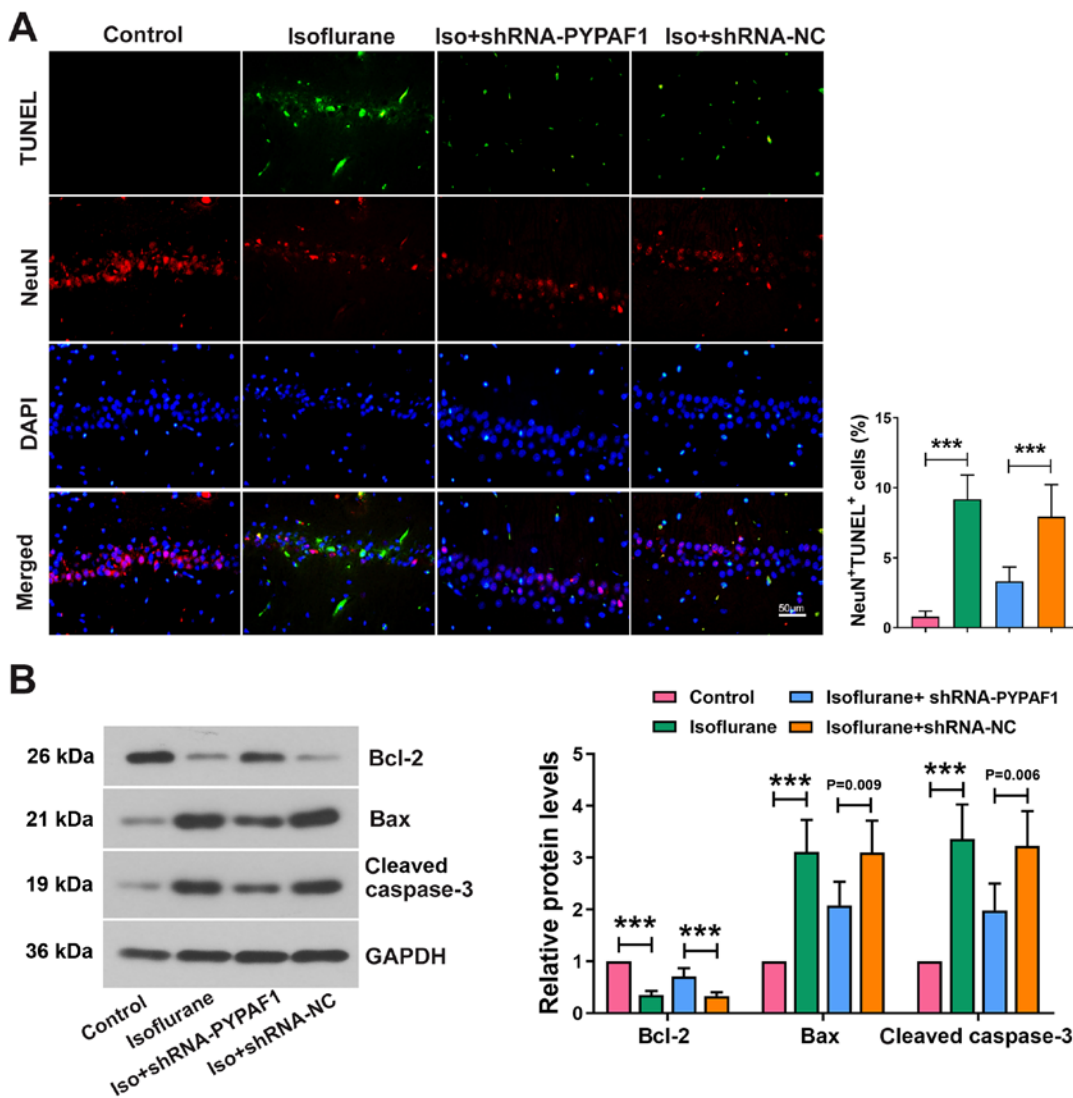 A
Control
Isoflurane
Iso+shRNA-PYPAF1
Iso+shRNA-NC
TUNEL
NeuN
DAPI
Merged
50μm
NeuN+TUNEL+ cells (%)
15
10
5
0
***
***
B
26 kDa
Bcl-2
21 kDa
Bax
19 kDa
Cleaved
caspase-3
36 kDa
GAPDH
Control
Isoflurane
Iso+shRNA-PYPAF1
Iso+shRNA-NC
Control
Isoflurane+ shRNA-PYPAF1
Isoflurane
Isoflurane+shRNA-NC
Relative protein levels
5
4
3
2
1
0
***
***
***
P=0.009
***
P=0.006
Bcl-2
Bax
Cleaved caspase-3